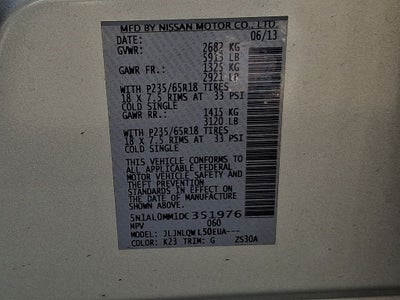 MFD BY NISSAN MOTOR CO., LTD.
DATE: 06/13
GVWR: 2682 KG
5913 LB
GAWR FR.: 1325 KG
2921 LB
WITH P235/65R18 TIRES
18 X 7.5 RIMS AT 33 PSI
COLD SINGLE
GAWR RR.: 1415 KG
3120 LB
WITH P235/65R18 TIRES
18 X 7.5 RIMS AT 33 PSI
COLD SINGLE
THIS VEHICLE CONFORMS TO
ALL APPLICABLE FEDERAL
MOTOR VEHICLE SAFETY AND
THEFT PREVENTION
STANDARDS IN EFFECT ON
THE DATE OF MANUFACTURE
SHOWN ABOVE.
5N1AL0MM1DC351976
MPV 060
MODEL: JLJNLQWL50EUA---
COLOR: K23 TRIM: G ZS30A